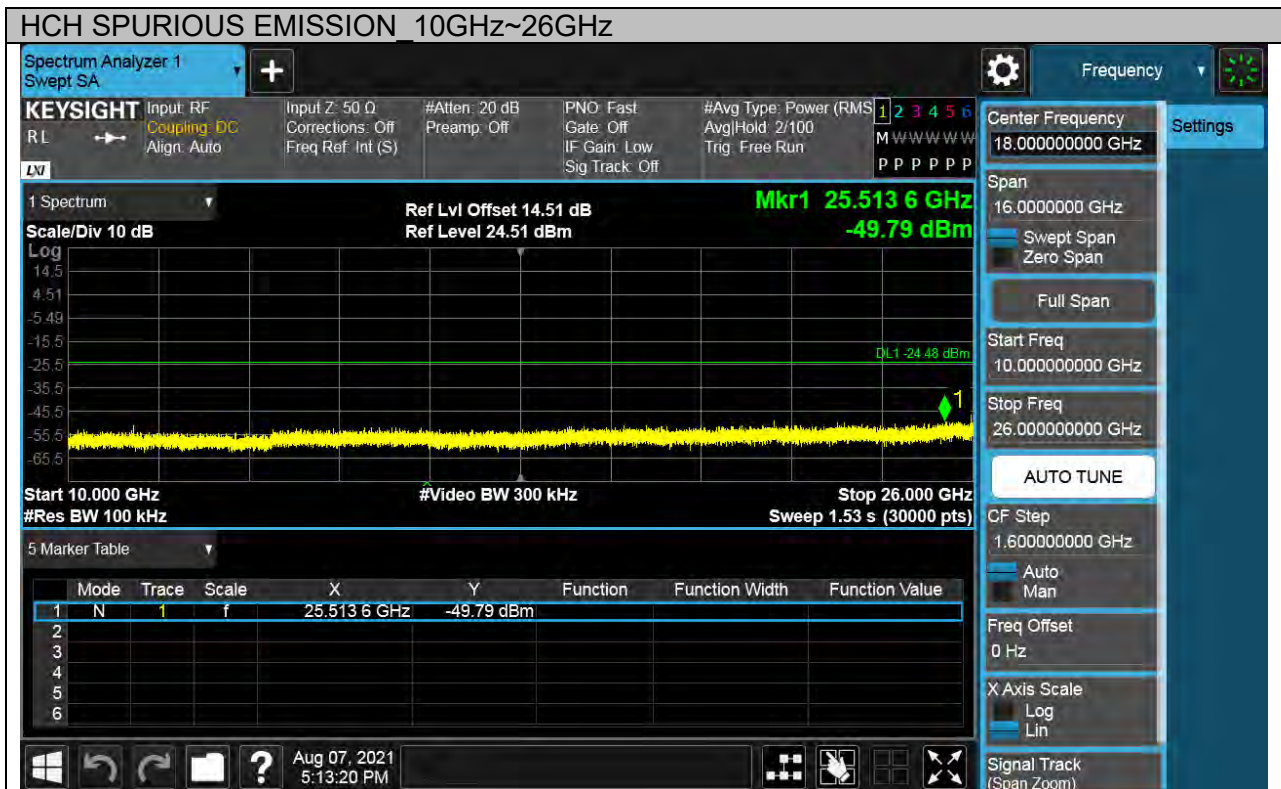 HCH SPURIOUS EMISSION_10GHz~26GHz
Spectrum Analyzer 1
Swept SA
+
Frequency
KEYSIGHT
RL
LXI
Input: RF
Coupling: DC
Align: Auto
Input Z: 50 Ω
Corrections: Off
Freq Ref: Int (S)
#Atten: 20 dB
Preamp: Off
PNO: Fast
Gate: Off
IF Gain: Low
Sig Track: Off
#Avg Type: Power (RMS
Avg|Hold: 2/100
Trig: Free Run
1 2 3 4 5 6
M W W W W W
P P P P P P
1 Spectrum
Scale/Div 10 dB
Ref Lvl Offset 14.51 dB
Ref Level 24.51 dBm
Mkr1 25.513 6 GHz
-49.79 dBm
Log
14.5
4.51
-5.49
-15.5
-25.5
-35.5
-45.5
-55.5
-65.5
DL1 -24.48 dBm
1
Start 10.000 GHz
#Res BW 100 kHz
#Video BW 300 kHz
Stop 26.000 GHz
Sweep 1.53 s (30000 pts)
5 Marker Table
Mode Trace Scale X Y Function Function Width Function Value
1 N 1 f 25.513 6 GHz -49.79 dBm
2
3
4
5
6
?
Aug 07, 2021
5:13:20 PM
Center Frequency
18.000000000 GHz
Settings
Span
16.0000000 GHz
Swept Span
Zero Span
Full Span
Start Freq
10.000000000 GHz
Stop Freq
26.000000000 GHz
AUTO TUNE
CF Step
1.600000000 GHz
Auto
Man
Freq Offset
0 Hz
X Axis Scale
Log
Lin
Signal Track
(Span Zoom)